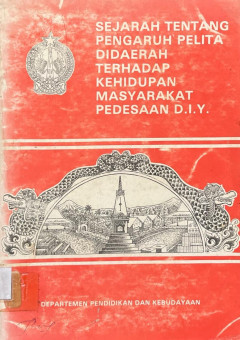 SEJARAH TENTANG
PENGARUH PELITA
DIDAERAH
TERHADAP
KEHIDUPAN
MASYARAKAT
PEDESAAN D.I.Y.
DEPARTEMEN PENDIDIKAN DAN KEBUDAYAAN